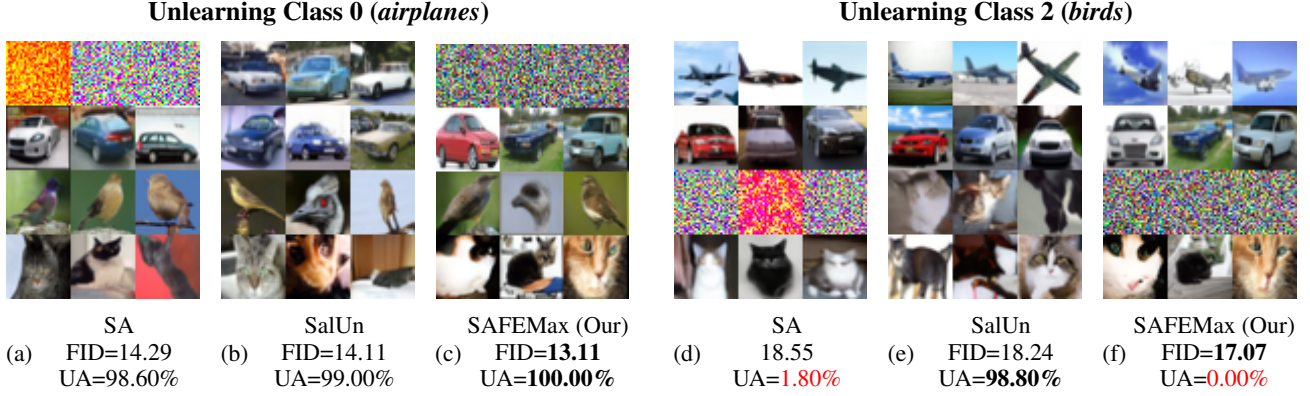 Unlearning Class 0 (airplanes)
Unlearning Class 2 (birds)
(a)
SA
FID=14.29
UA=98.60%
(b)
SalUn
FID=14.11
UA=99.00%
(c)
SAFEMax (Our)
FID=13.11
UA=100.00%
(d)
SA
18.55
UA=1.80%
(e)
SalUn
FID=18.24
UA=98.80%
(f)
SAFEMax (Our)
FID=17.07
UA=0.00%